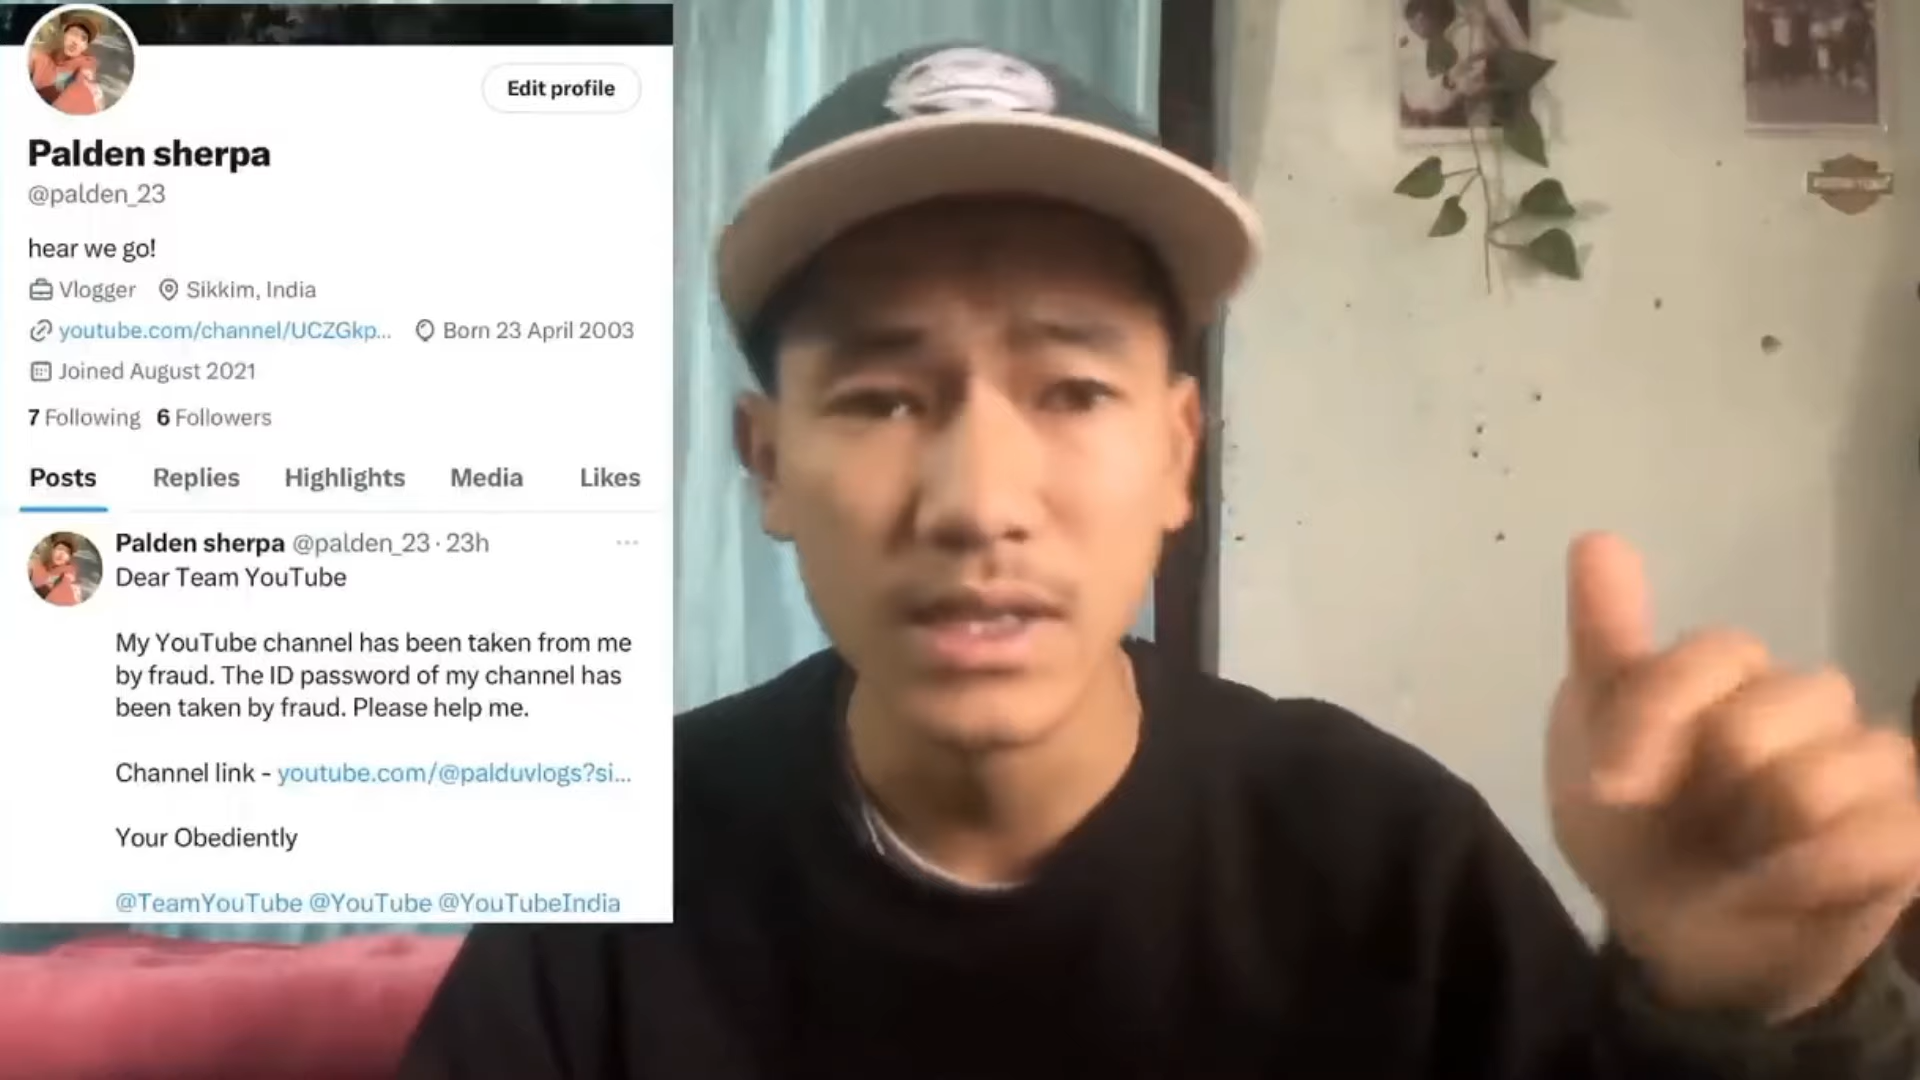 Edit profile
Palden sherpa
@palden_23
hear we go!
Vlogger Sikkim, India
youtube.com/channel/UCZGkp... Born 23 April 2003
Joined August 2021
7 Following 6 Followers
Posts Replies Highlights Media Likes
Palden sherpa @palden_23 · 23h
Dear Team YouTube
My YouTube channel has been taken from me
by fraud. The ID password of my channel has
been taken by fraud. Please help me.
Channel link - youtube.com/@palduvlogs?si...
Your Obediently
@TeamYouTube @YouTube @YouTubeIndia